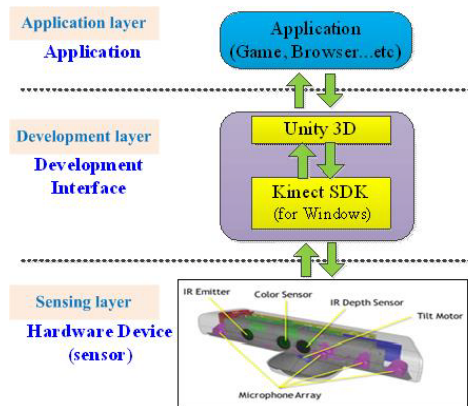 Application layer
Application
Application
(Game, Browser...etc)
Development layer
Development
Interface
Unity 3D
Kinect SDK
(for Windows)
Sensing layer
Hardware Device
(sensor)
IR Emitter
Color Sensor
IR Depth Sensor
Tilt Motor
Microphone Array